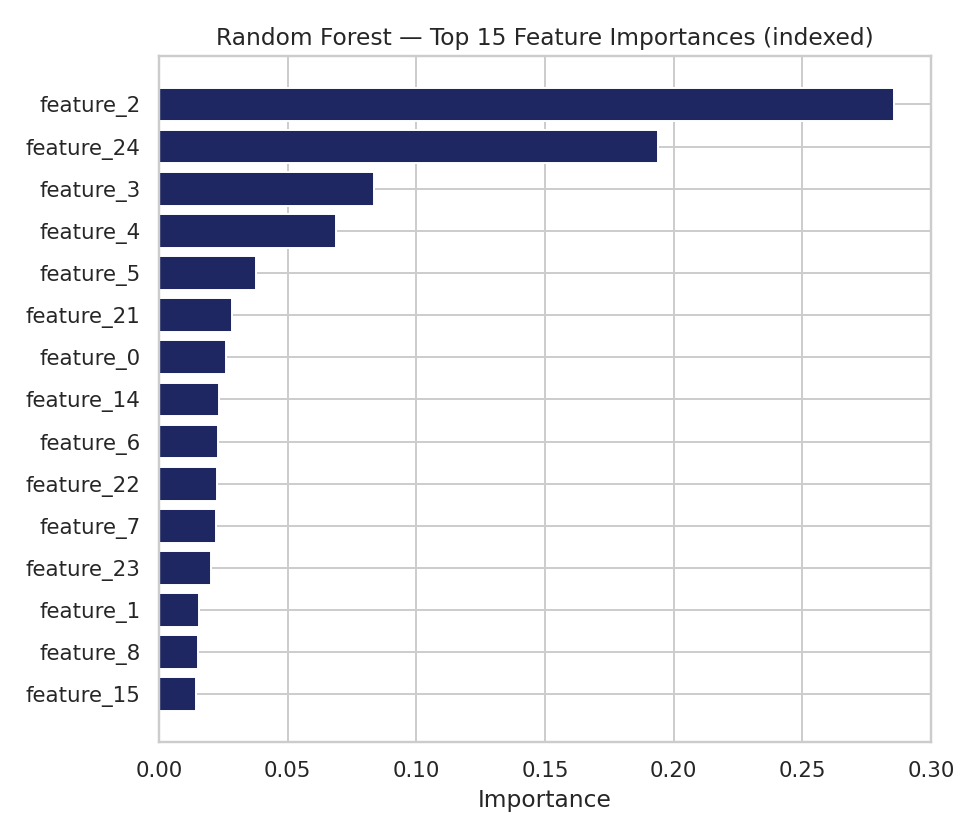 Random Forest — Top 15 Feature Importances (indexed)
feature_2
feature_24
feature_3
feature_4
feature_5
feature_21
feature_0
feature_14
feature_6
feature_22
feature_7
feature_23
feature_1
feature_8
feature_15
0.00 0.05 0.10 0.15 0.20 0.25 0.30
Importance